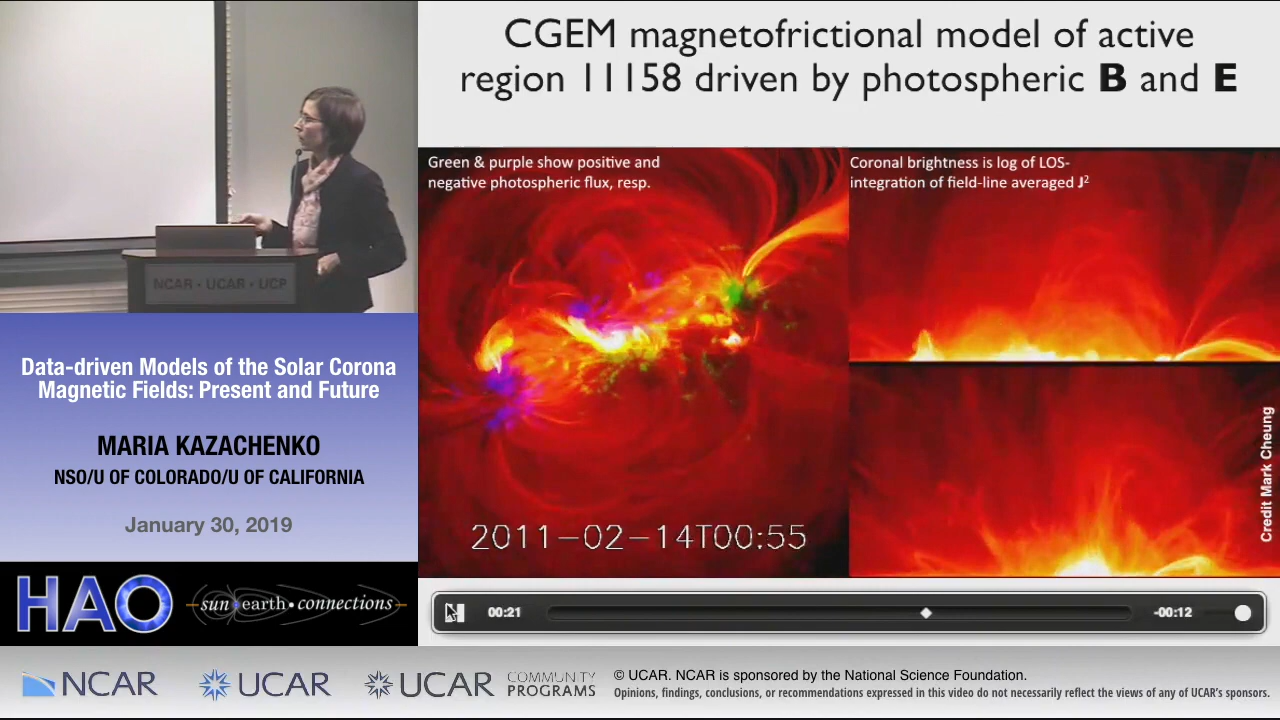 CGEM magnetofrictional model of active
region 11158 driven by photospheric B and E
Green & purple show positive and
negative photospheric flux, resp.
Coronal brightness is log of LOS-
integration of field-line averaged J²
2011-02-14T00:55
Credit Mark Cheung
00:21
-00:12
NCAR • UCAR • UCP
Data-driven Models of the Solar Corona
Magnetic Fields: Present and Future
MARIA KAZACHENKO
NSO/U OF COLORADO/U OF CALIFORNIA
January 30, 2019
HAO
sun•earth•connections
NCAR
UCAR
UCAR
COMMUNITY
PROGRAMS
© UCAR. NCAR is sponsored by the National Science Foundation.
Opinions, findings, conclusions, or recommendations expressed in this video do not necessarily reflect the views of any of UCAR's sponsors.